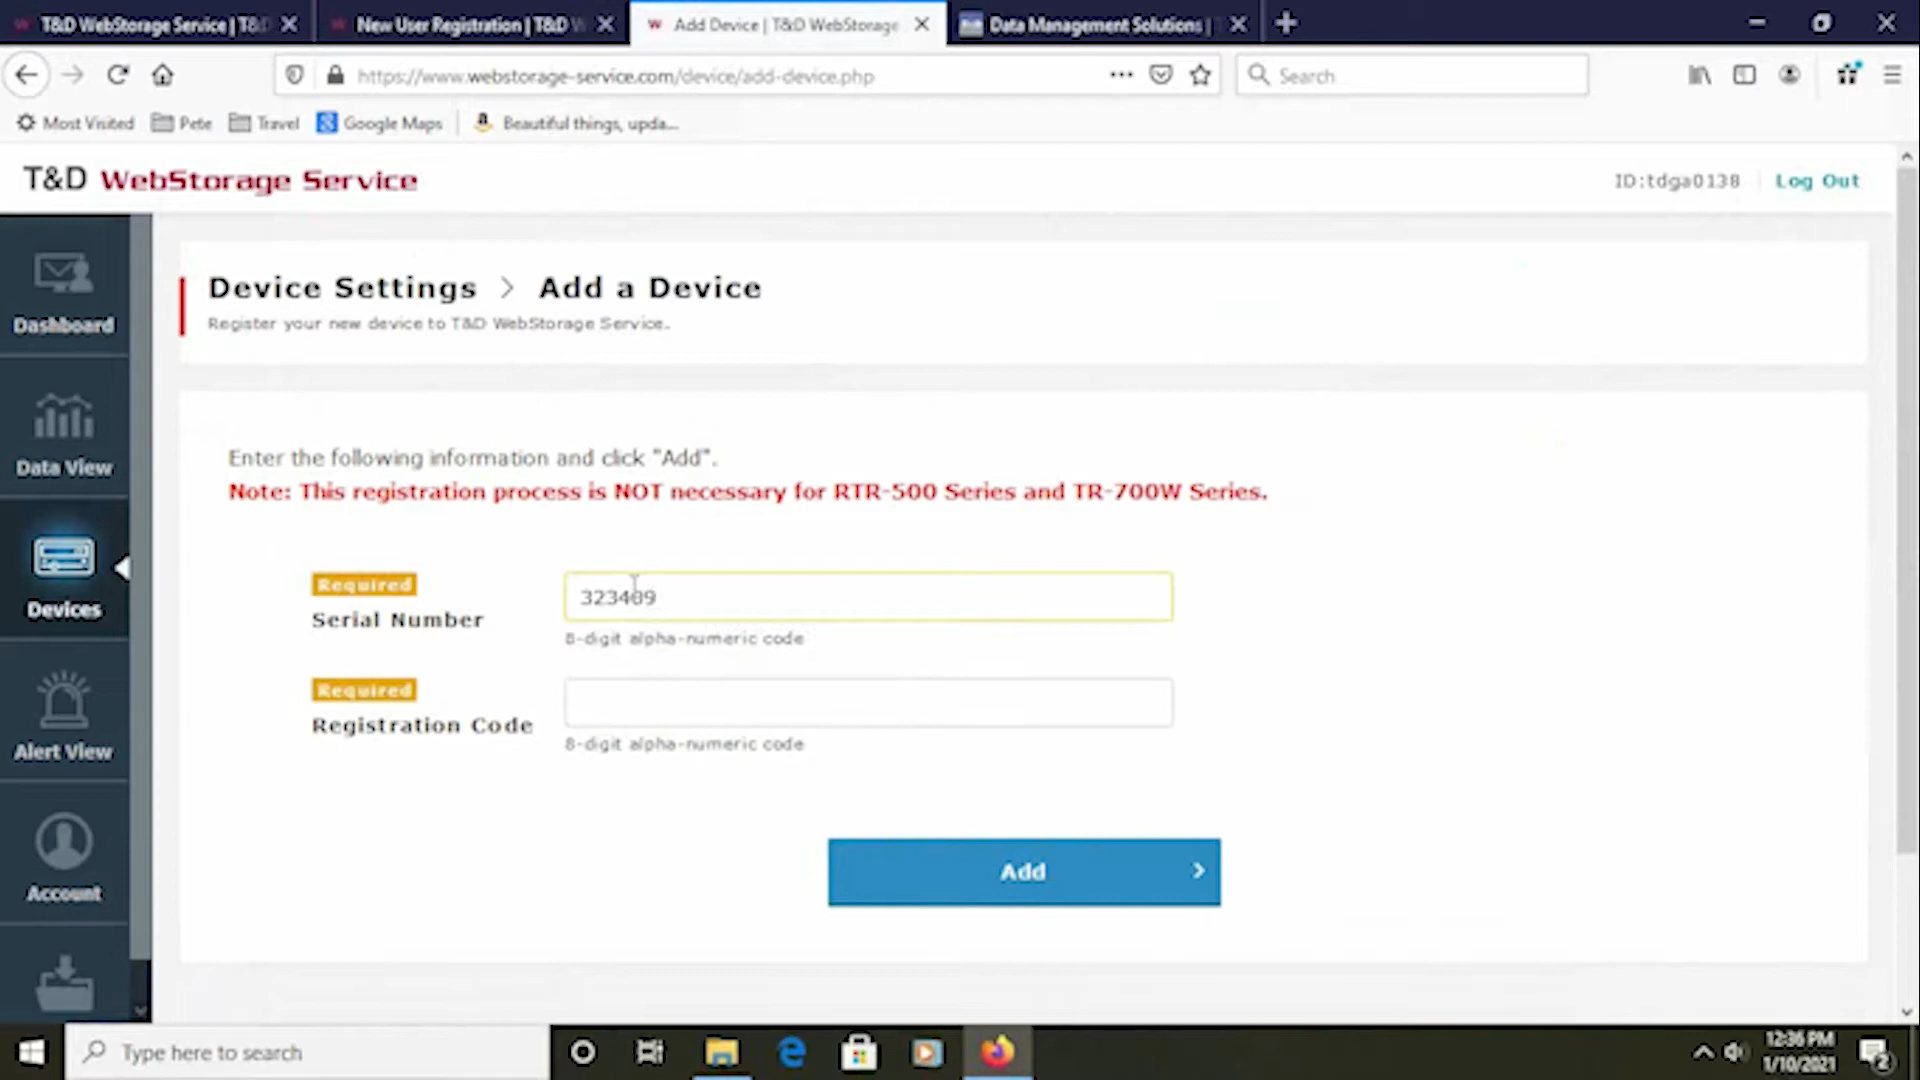 T&D WebStorage Service | T&D
New User Registration | T&D W
Add Device | T&D WebStorage
Data Management Solutions | T
https://www.webstorage-service.com/device/add-device.php
Search
Most Visited
Pete
Travel
Google Maps
Beautiful things, upda...
T&D WebStorage Service
ID:tdga0138
Log Out
Dashboard
Data View
Devices
Alert View
Account
Device Settings > Add a Device
Register your new device to T&D WebStorage Service.
Enter the following information and click "Add".
Note: This registration process is NOT necessary for RTR-500 Series and TR-700W Series.
Required
Serial Number
323409
8-digit alpha-numeric code
Required
Registration Code
8-digit alpha-numeric code
Add
Type here to search
12:36 PM
1/10/2021
2